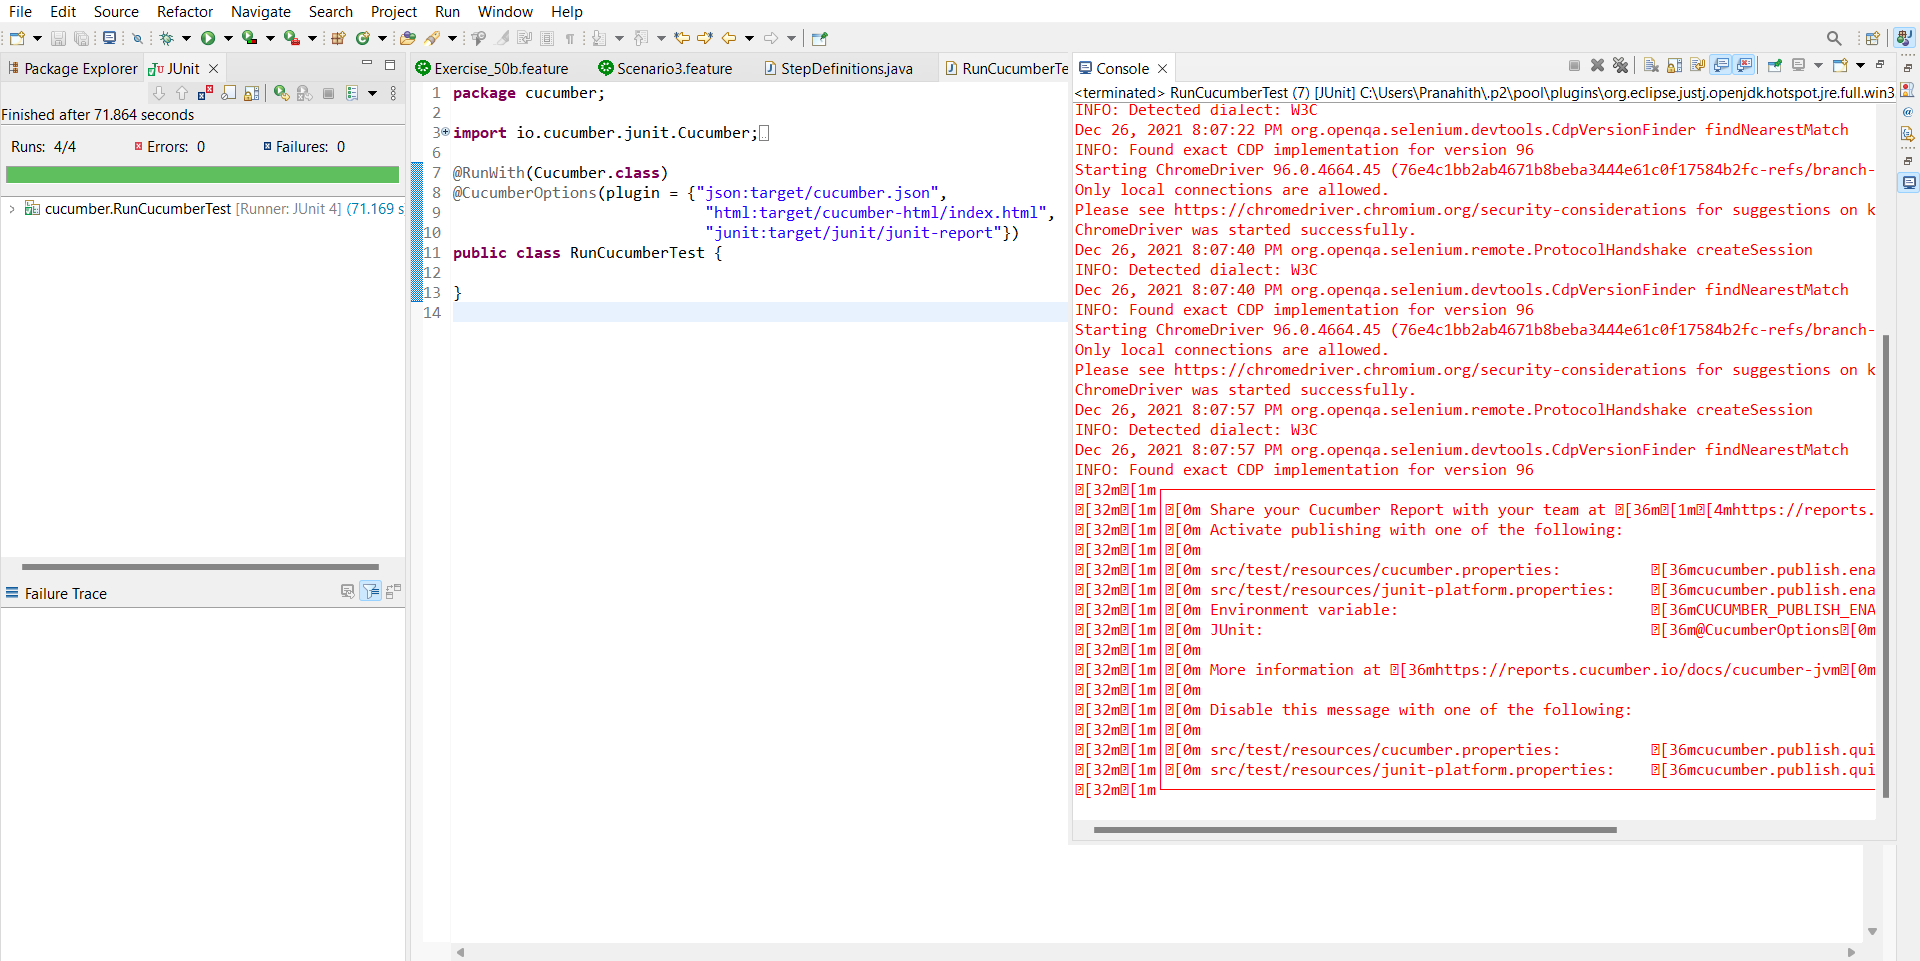 File Edit Source Refactor Navigate Search Project Run Window Help
Package Explorer JUnit
Finished after 71.864 seconds
Runs: 4/4 Errors: 0 Failures: 0
cucumber.RunCucumberTest [Runner: JUnit 4] (71.169 s
Failure Trace
Exercise_50b.feature Scenario3.feature StepDefinitions.java RunCucumberTe
1 package cucumber;
2
3 import io.cucumber.junit.Cucumber;
6
7 @RunWith(Cucumber.class)
8 @CucumberOptions(plugin = {"json:target/cucumber.json",
9 "html:target/cucumber-html/index.html",
10 "junit:target/junit/junit-report"})
11 public class RunCucumberTest {
12
13 }
14
Console
<terminated> RunCucumberTest (7) [JUnit] C:\Users\Pranahith\.p2\pool\plugins\org.eclipse.justj.openjdk.hotspot.jre.full.win3
INFO: Detected dialect: W3C
Dec 26, 2021 8:07:22 PM org.openqa.selenium.devtools.CdpVersionFinder findNearestMatch
INFO: Found exact CDP implementation for version 96
Starting ChromeDriver 96.0.4664.45 (76e4c1bb2ab4671b8beba3444e61c0f17584b2fc-refs/branch-
Only local connections are allowed.
Please see https://chromedriver.chromium.org/security-considerations for suggestions on k
ChromeDriver was started successfully.
Dec 26, 2021 8:07:40 PM org.openqa.selenium.remote.ProtocolHandshake createSession
INFO: Detected dialect: W3C
Dec 26, 2021 8:07:40 PM org.openqa.selenium.devtools.CdpVersionFinder findNearestMatch
INFO: Found exact CDP implementation for version 96
Starting ChromeDriver 96.0.4664.45 (76e4c1bb2ab4671b8beba3444e61c0f17584b2fc-refs/branch-
Only local connections are allowed.
Please see https://chromedriver.chromium.org/security-considerations for suggestions on k
ChromeDriver was started successfully.
Dec 26, 2021 8:07:57 PM org.openqa.selenium.remote.ProtocolHandshake createSession
INFO: Detected dialect: W3C
Dec 26, 2021 8:07:57 PM org.openqa.selenium.devtools.CdpVersionFinder findNearestMatch
INFO: Found exact CDP implementation for version 96
[32m[1m
[32m[1m [0m Share your Cucumber Report with your team at [36m[1m[4mhttps://reports.
[32m[1m [0m Activate publishing with one of the following:
[32m[1m [0m
[32m[1m [0m src/test/resources/cucumber.properties: [36mcucumber.publish.ena
[32m[1m [0m src/test/resources/junit-platform.properties: [36mcucumber.publish.ena
[32m[1m [0m Environment variable: [36mCUCUMBER_PUBLISH_ENA
[32m[1m [0m JUnit: [36m@CucumberOptions[0m
[32m[1m [0m
[32m[1m [0m More information at [36mhttps://reports.cucumber.io/docs/cucumber-jvm[0m
[32m[1m [0m
[32m[1m [0m Disable this message with one of the following:
[32m[1m [0m
[32m[1m [0m src/test/resources/cucumber.properties: [36mcucumber.publish.qui
[32m[1m [0m src/test/resources/junit-platform.properties: [36mcucumber.publish.qui
[32m[1m